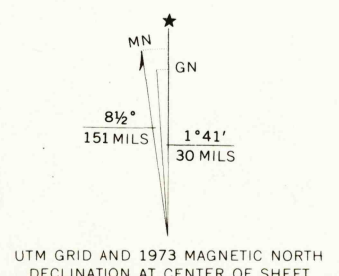 MN
GN
8½°
151 MILS
1°41′
30 MILS
UTM GRID AND 1973 MAGNETIC NORTH
DECLINATION AT CENTER OF SHEET